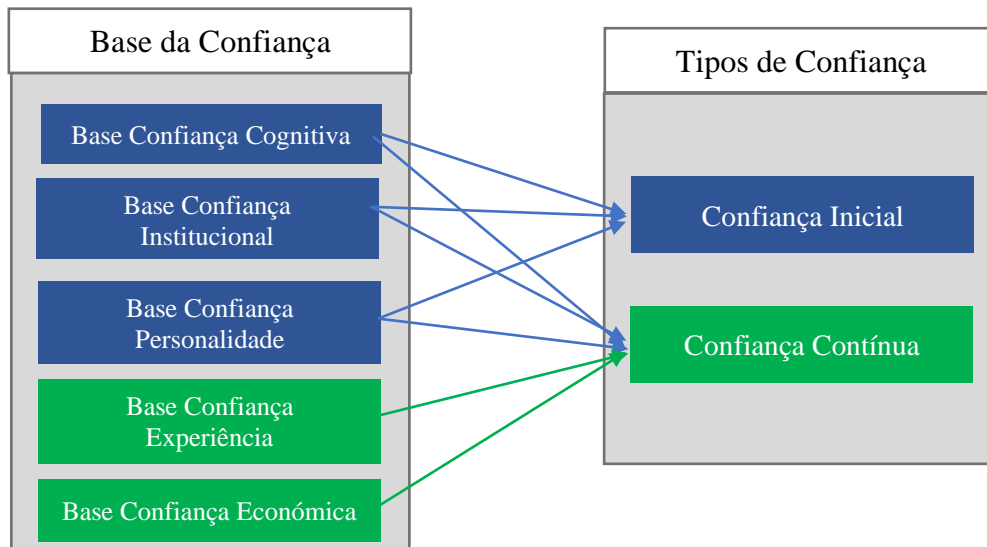 Base da Confiança
Base Confiança Cognitiva
Base Confiança
Institucional
Base Confiança
Personalidade
Base Confiança
Experiência
Base Confiança Económica
Tipos de Confiança
Confiança Inicial
Confiança Contínua